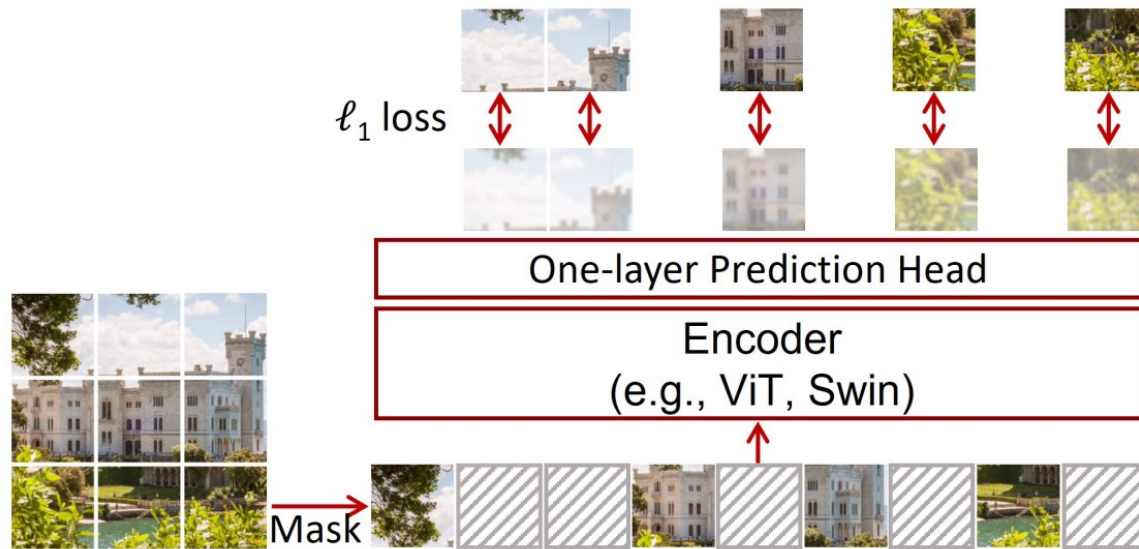 ℓ₁ loss
One-layer Prediction Head
Encoder
(e.g., ViT, Swin)
Mask